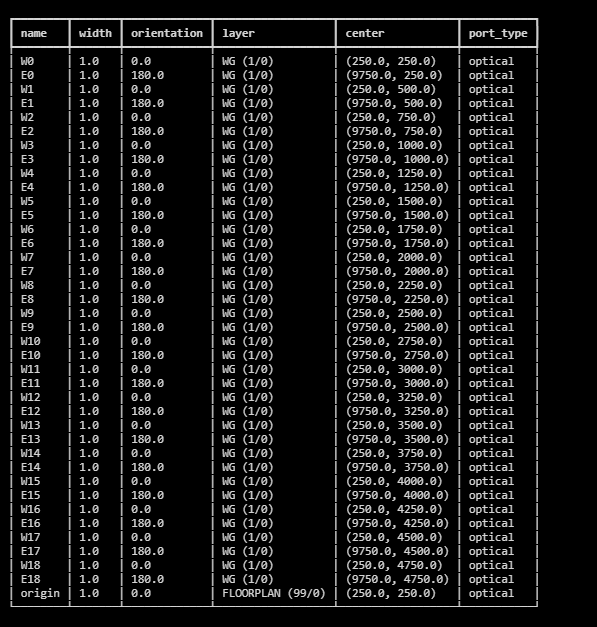 name width orientation layer center port_type
W0 1.0 0.0 WG (1/0) (250.0, 250.0) optical
E0 1.0 180.0 WG (1/0) (9750.0, 250.0) optical
W1 1.0 0.0 WG (1/0) (250.0, 500.0) optical
E1 1.0 180.0 WG (1/0) (9750.0, 500.0) optical
W2 1.0 0.0 WG (1/0) (250.0, 750.0) optical
E2 1.0 180.0 WG (1/0) (9750.0, 750.0) optical
W3 1.0 0.0 WG (1/0) (250.0, 1000.0) optical
E3 1.0 180.0 WG (1/0) (9750.0, 1000.0) optical
W4 1.0 0.0 WG (1/0) (250.0, 1250.0) optical
E4 1.0 180.0 WG (1/0) (9750.0, 1250.0) optical
W5 1.0 0.0 WG (1/0) (250.0, 1500.0) optical
E5 1.0 180.0 WG (1/0) (9750.0, 1500.0) optical
W6 1.0 0.0 WG (1/0) (250.0, 1750.0) optical
E6 1.0 180.0 WG (1/0) (9750.0, 1750.0) optical
W7 1.0 0.0 WG (1/0) (250.0, 2000.0) optical
E7 1.0 180.0 WG (1/0) (9750.0, 2000.0) optical
W8 1.0 0.0 WG (1/0) (250.0, 2250.0) optical
E8 1.0 180.0 WG (1/0) (9750.0, 2250.0) optical
W9 1.0 0.0 WG (1/0) (250.0, 2500.0) optical
E9 1.0 180.0 WG (1/0) (9750.0, 2500.0) optical
W10 1.0 0.0 WG (1/0) (250.0, 2750.0) optical
E10 1.0 180.0 WG (1/0) (9750.0, 2750.0) optical
W11 1.0 0.0 WG (1/0) (250.0, 3000.0) optical
E11 1.0 180.0 WG (1/0) (9750.0, 3000.0) optical
W12 1.0 0.0 WG (1/0) (250.0, 3250.0) optical
E12 1.0 180.0 WG (1/0) (9750.0, 3250.0) optical
W13 1.0 0.0 WG (1/0) (250.0, 3500.0) optical
E13 1.0 180.0 WG (1/0) (9750.0, 3500.0) optical
W14 1.0 0.0 WG (1/0) (250.0, 3750.0) optical
E14 1.0 180.0 WG (1/0) (9750.0, 3750.0) optical
W15 1.0 0.0 WG (1/0) (250.0, 4000.0) optical
E15 1.0 180.0 WG (1/0) (9750.0, 4000.0) optical
W16 1.0 0.0 WG (1/0) (250.0, 4250.0) optical
E16 1.0 180.0 WG (1/0) (9750.0, 4250.0) optical
W17 1.0 0.0 WG (1/0) (250.0, 4500.0) optical
E17 1.0 180.0 WG (1/0) (9750.0, 4500.0) optical
W18 1.0 0.0 WG (1/0) (250.0, 4750.0) optical
E18 1.0 180.0 WG (1/0) (9750.0, 4750.0) optical
origin 1.0 0.0 FLOORPLAN (99/0) (250.0, 250.0) optical